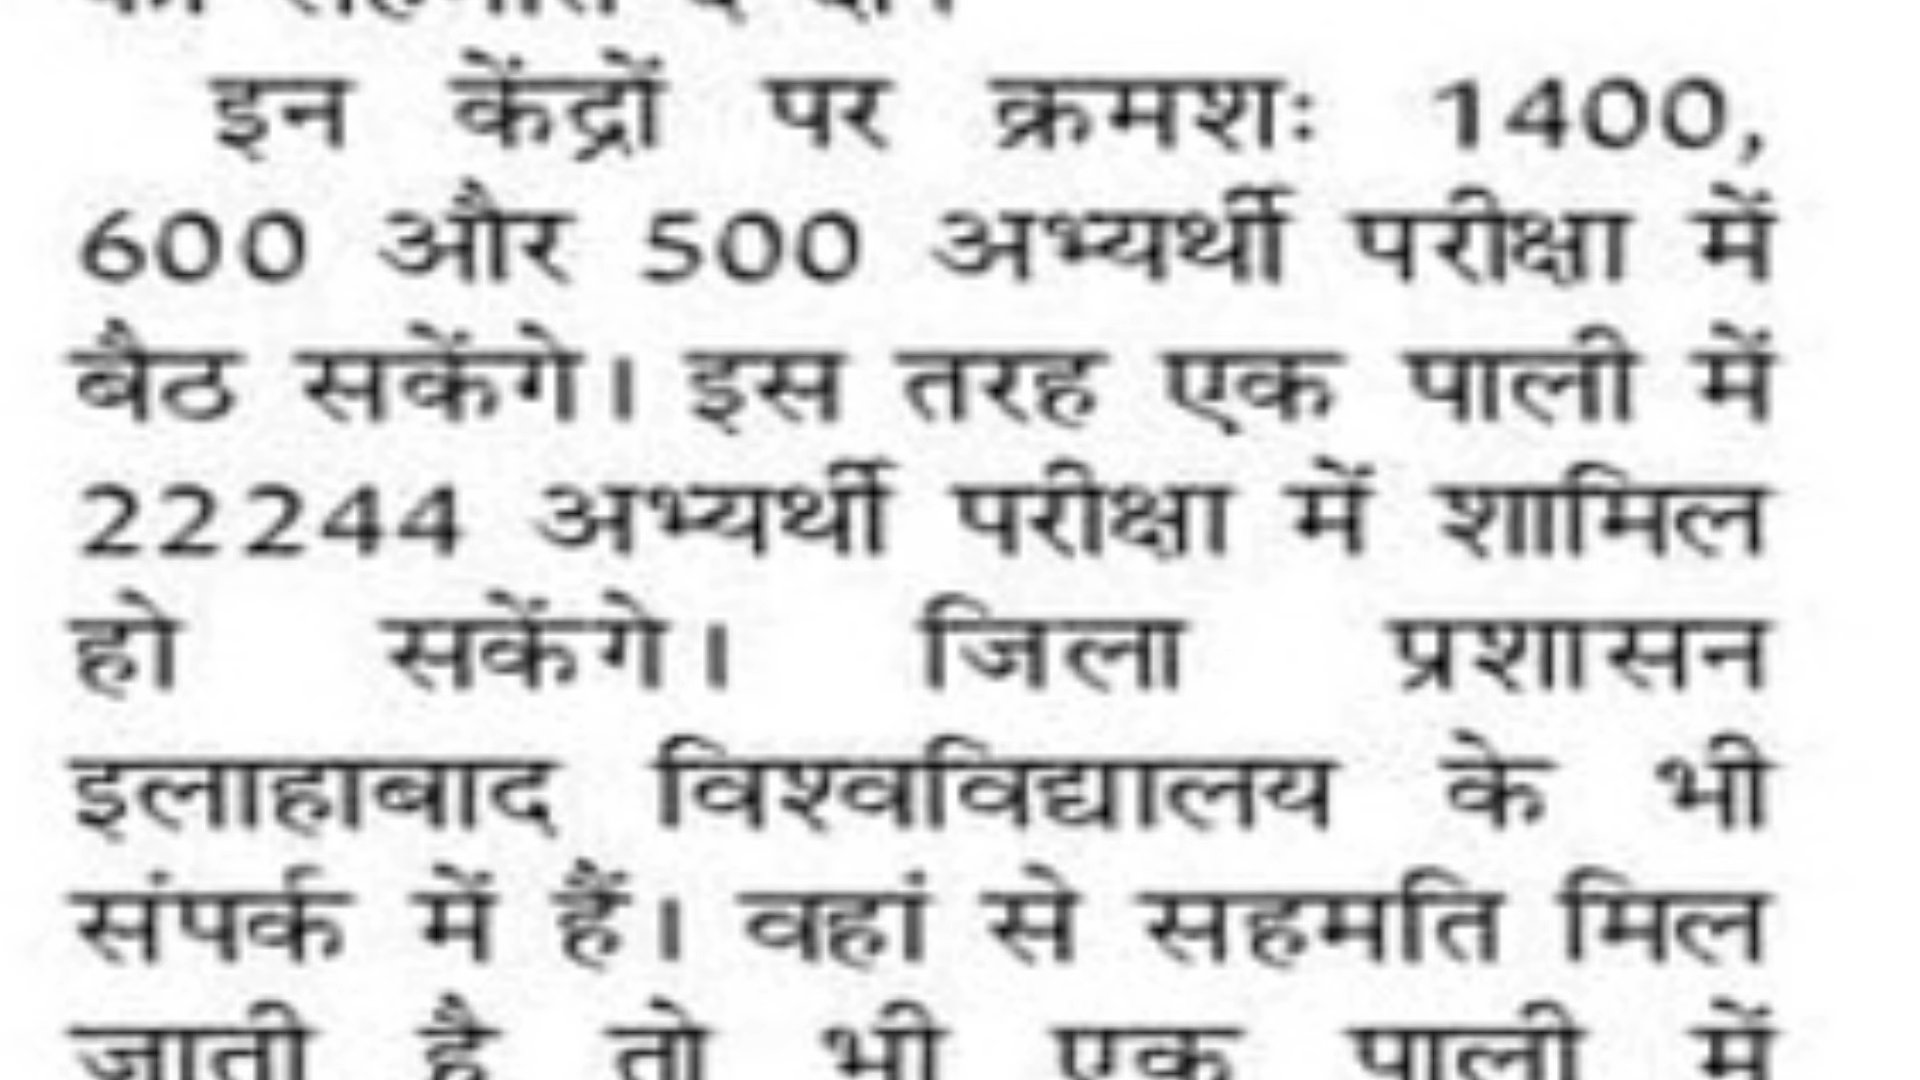 इन केंद्रों पर क्रमशः 1400,
600 और 500 अभ्यर्थी परीक्षा में
बैठ सकेंगे। इस तरह एक पाली में
22244 अभ्यर्थी परीक्षा में शामिल
हो सकेंगे। जिला प्रशासन
इलाहाबाद विश्वविद्यालय के भी
संपर्क में हैं। वहां से सहमति मिल
जाती है तो भी एक पाली में